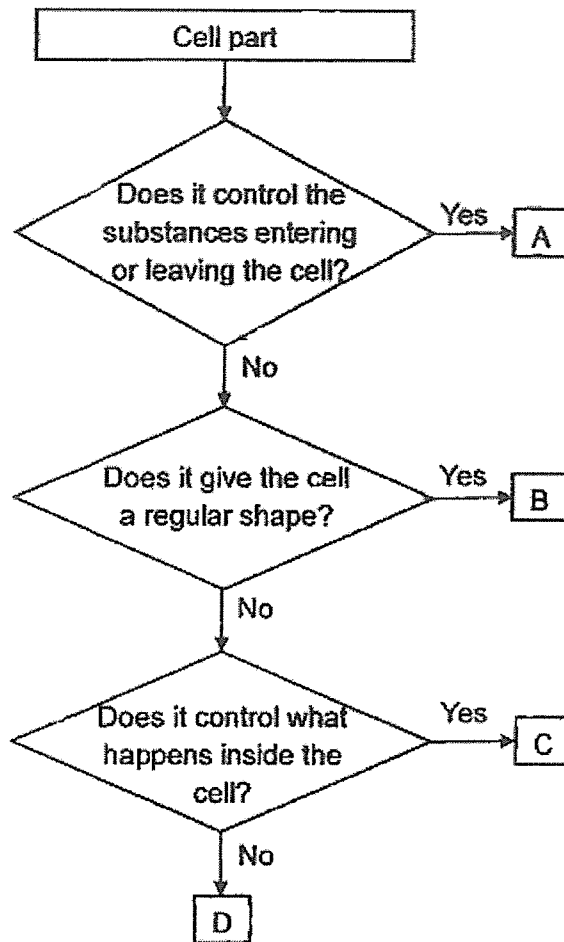 Cell part
Does it control the
substances entering
or leaving the cell?
Yes
A
No
Does it give the cell
a regular shape?
Yes
B
No
Does it control what
happens inside the
cell?
Yes
C
No
D